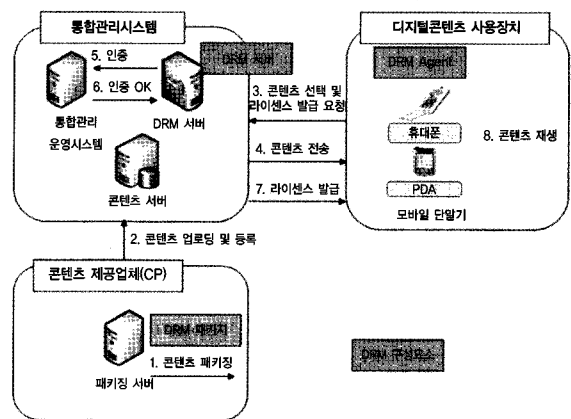 통합관리시스템
디지털콘텐츠 사용장치
5. 인증
DRM 서버
6. 인증 OK
통합관리
운영시스템
DRM 서버
콘텐츠 서버
3. 콘텐츠 선택 및
라이센스 발급 요청
4. 콘텐츠 전송
7. 라이센스 발급
DRM Agent
휴대폰
8. 콘텐츠 재생
PDA
모바일 단말기
2. 콘텐츠 업로딩 및 등록
콘텐츠 제공업체(CP)
DRM 패키지
1. 콘텐츠 패키징
패키징 서버
DRM 구성요소